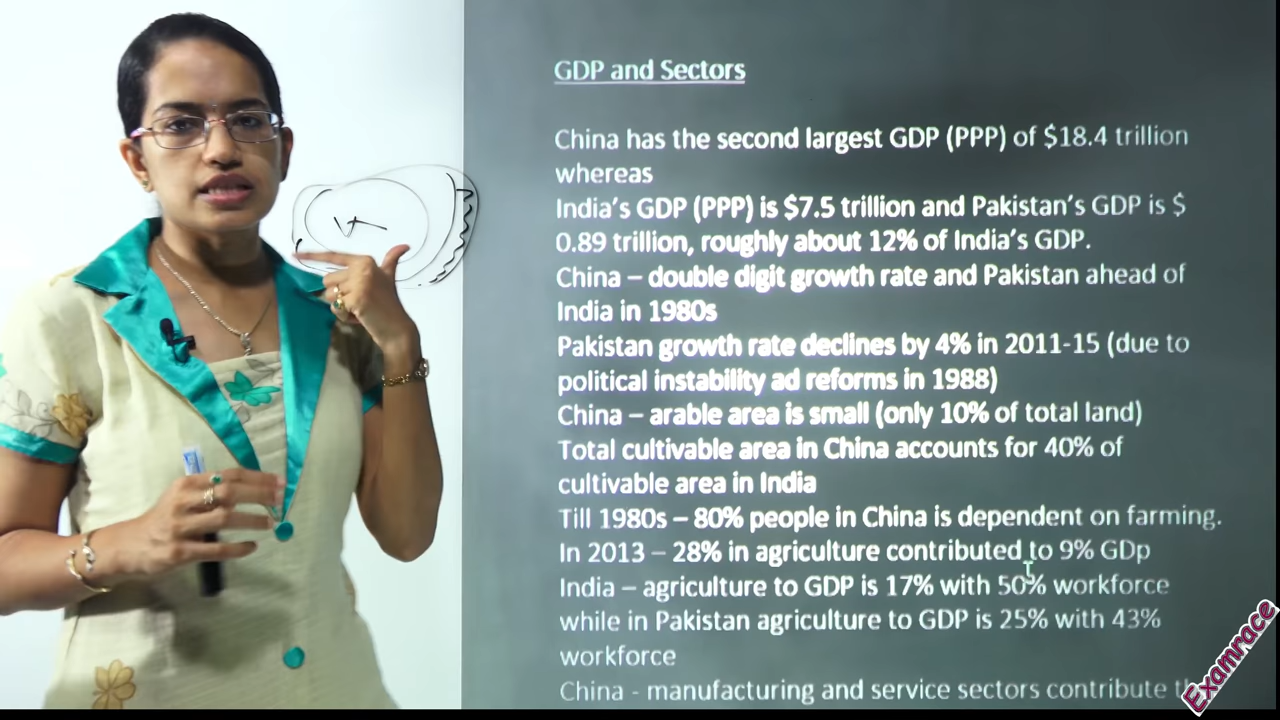 GDP and Sectors
China has the second largest GDP (PPP) of $18.4 trillion
whereas
India's GDP (PPP) is $7.5 trillion and Pakistan's GDP is $
0.89 trillion, roughly about 12% of India's GDP.
China – double digit growth rate and Pakistan ahead of
India in 1980s
Pakistan growth rate declines by 4% in 2011-15 (due to
political instability ad reforms in 1988)
China – arable area is small (only 10% of total land)
Total cultivable area in China accounts for 40% of
cultivable area in India
Till 1980s – 80% people in China is dependent on farming.
In 2013 – 28% in agriculture contributed to 9% GDp
India – agriculture to GDP is 17% with 50% workforce
while in Pakistan agriculture to GDP is 25% with 43%
workforce
China - manufacturing and service sectors contribute
Examrace